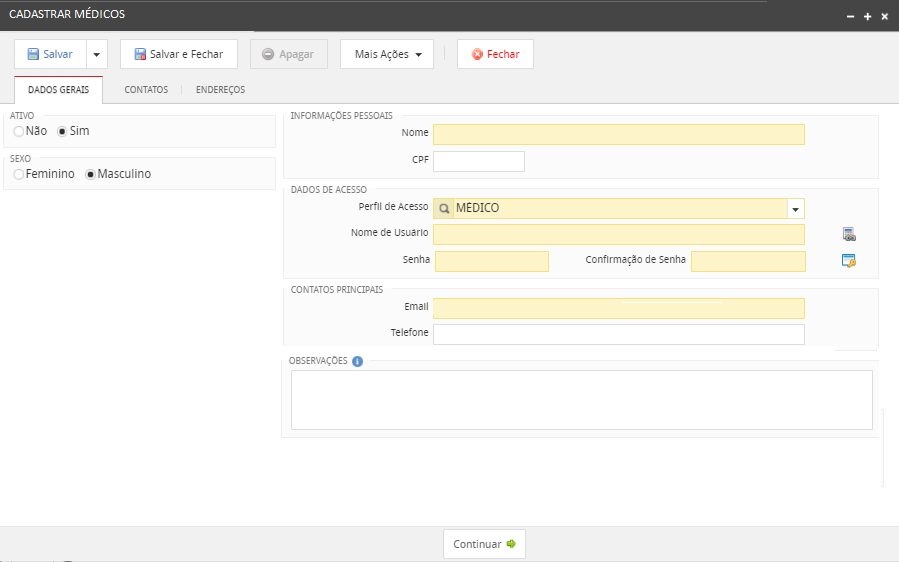 CADASTRAR MÉDICOS
Salvar Salvar e Fechar Apagar Mais Ações Fechar
DADOS GERAIS CONTATOS ENDEREÇOS
ATIVO
Não Sim
SEXO
Feminino Masculino
INFORMAÇÕES PESSOAIS
Nome
CPF
DADOS DE ACESSO
Perfil de Acesso MÉDICO
Nome de Usuário
Senha Confirmação de Senha
CONTATOS PRINCIPAIS
Email
Telefone
OBSERVAÇÕES
Continuar